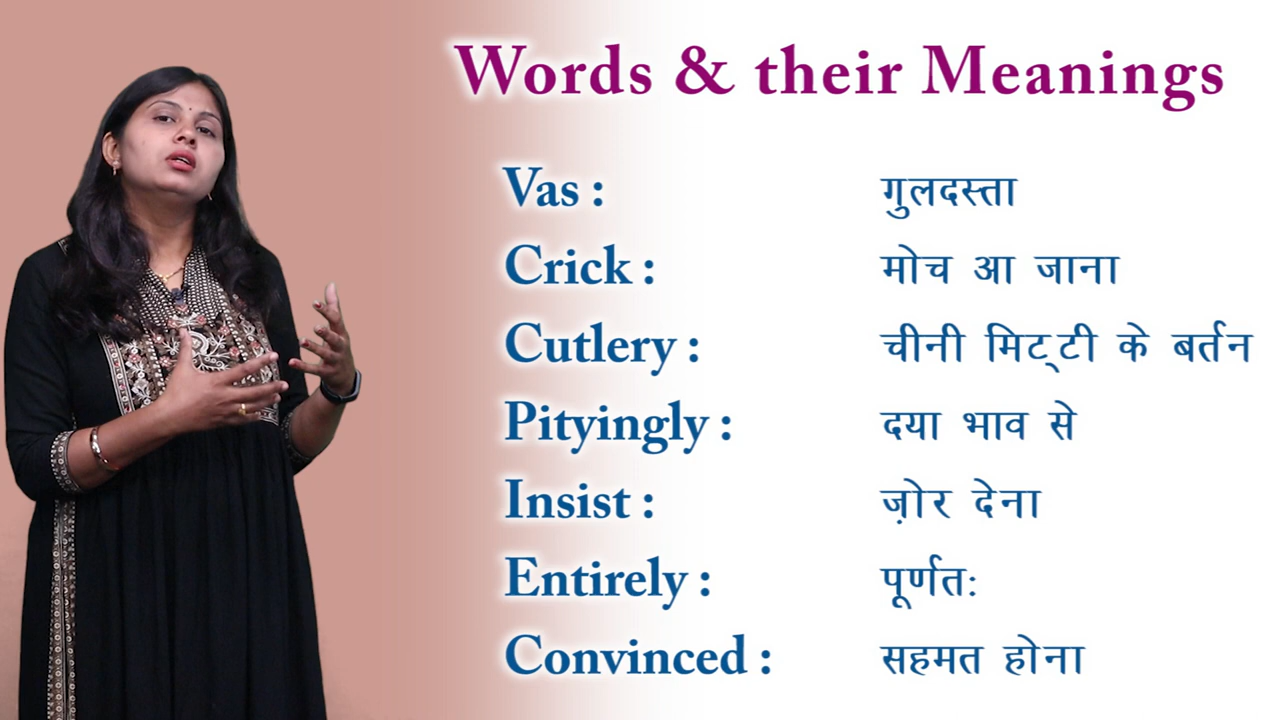 Words & their Meanings
Vas : गुलदस्ता
Crick : मोच आ जाना
Cutlery : चीनी मिट्‌टी के बर्तन
Pityingly : दया भाव से
Insist : ज़ोर देना
Entirely : पूर्णत:
Convinced : सहमत होना